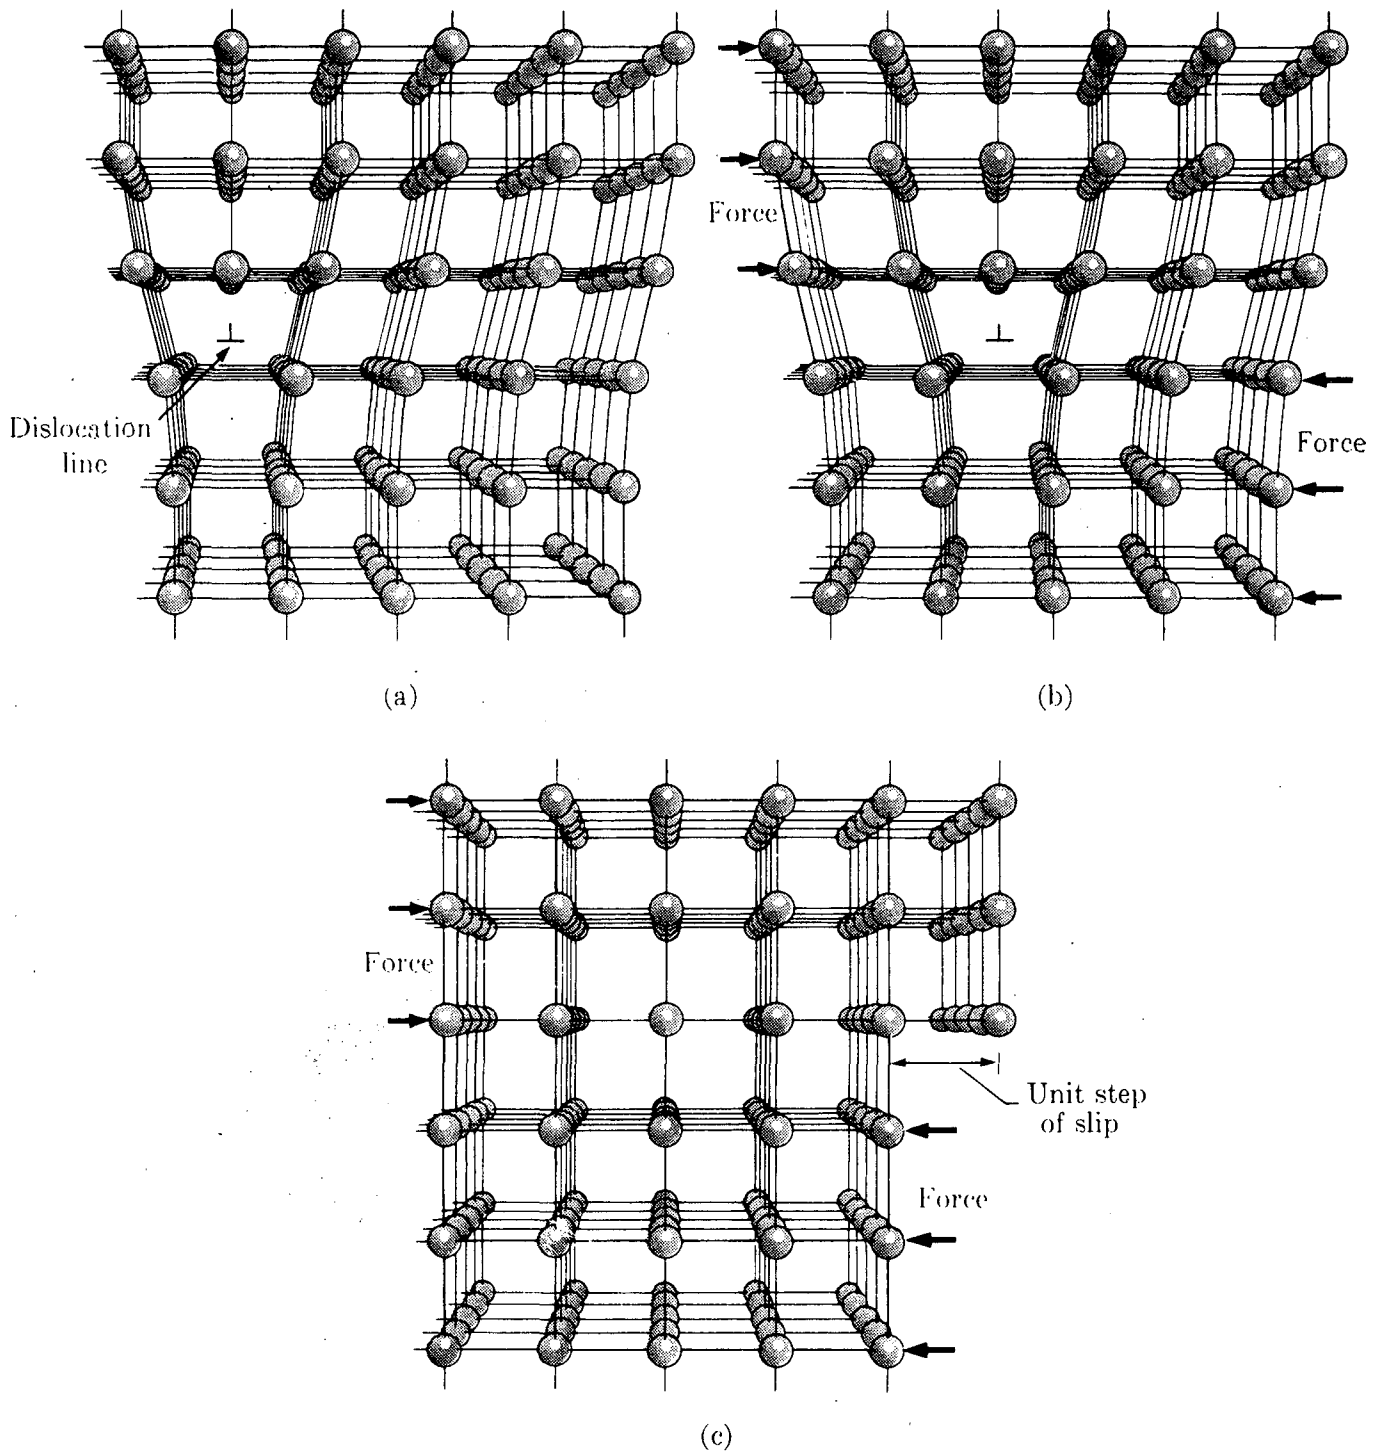 Force
Dislocation
line
Force
(a)
(b)
Force
Unit step
of slip
Force
(c)